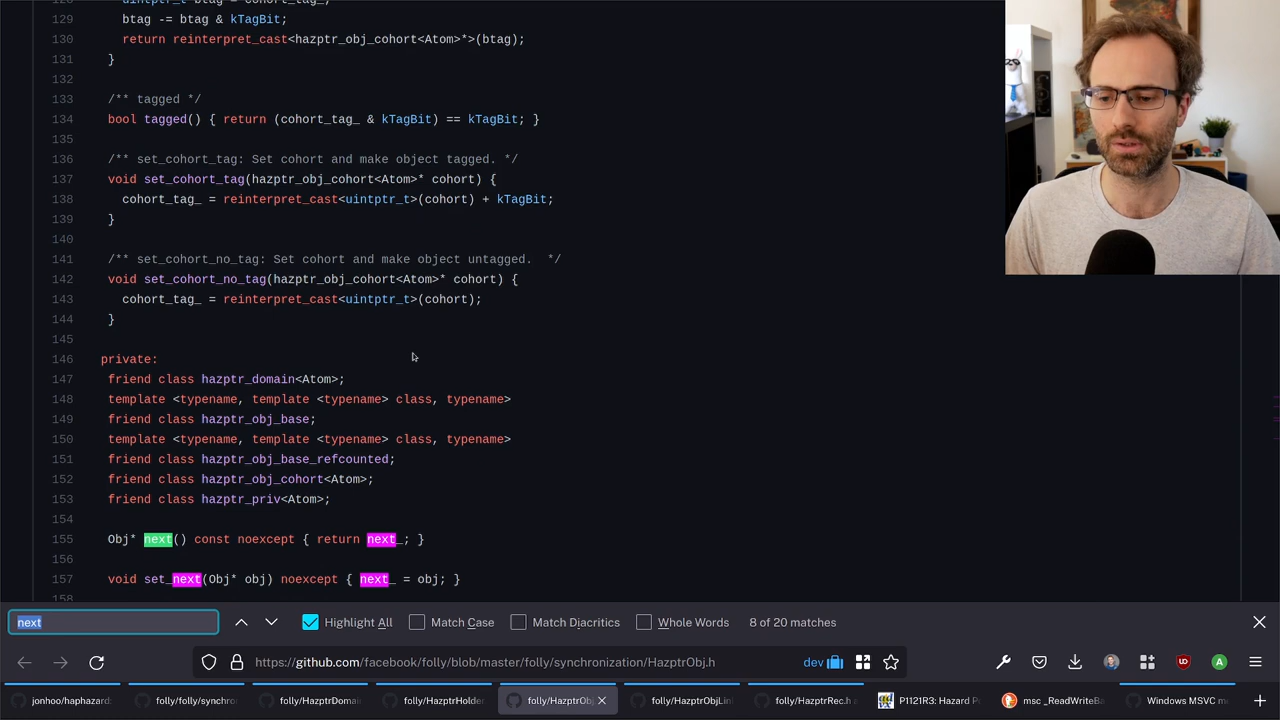 128 uintptr_t btag = cohort_tag_;
129 btag -= btag & kTagBit;
130 return reinterpret_cast<hazptr_obj_cohort<Atom>*>(btag);
131 }
132
133 /** tagged */
134 bool tagged() { return (cohort_tag_ & kTagBit) == kTagBit; }
135
136 /** set_cohort_tag: Set cohort and make object tagged. */
137 void set_cohort_tag(hazptr_obj_cohort<Atom>* cohort) {
138 cohort_tag_ = reinterpret_cast<uintptr_t>(cohort) + kTagBit;
139 }
140
141 /** set_cohort_no_tag: Set cohort and make object untagged.  */
142 void set_cohort_no_tag(hazptr_obj_cohort<Atom>* cohort) {
143 cohort_tag_ = reinterpret_cast<uintptr_t>(cohort);
144 }
145
146 private:
147 friend class hazptr_domain<Atom>;
148 template <typename, template <typename> class, typename>
149 friend class hazptr_obj_base;
150 template <typename, template <typename> class, typename>
151 friend class hazptr_obj_base_refcounted;
152 friend class hazptr_obj_cohort<Atom>;
153 friend class hazptr_priv<Atom>;
154
155 Obj* next() const noexcept { return next_; }
156
157 void set_next(Obj* obj) noexcept { next_ = obj; }
158
next Highlight All Match Case Match Diacritics Whole Words 8 of 20 matches
https://github.com/facebook/folly/blob/master/folly/synchronization/HazptrObj.h dev
jonhoo/haphazard: folly/folly/synchro folly/HazptrDomai folly/HazptrHolde folly/HazptrObj folly/HazptrObjLin folly/HazptrRec.h a P1121R3: Hazard P msc _ReadWriteBa Windows MSVC m